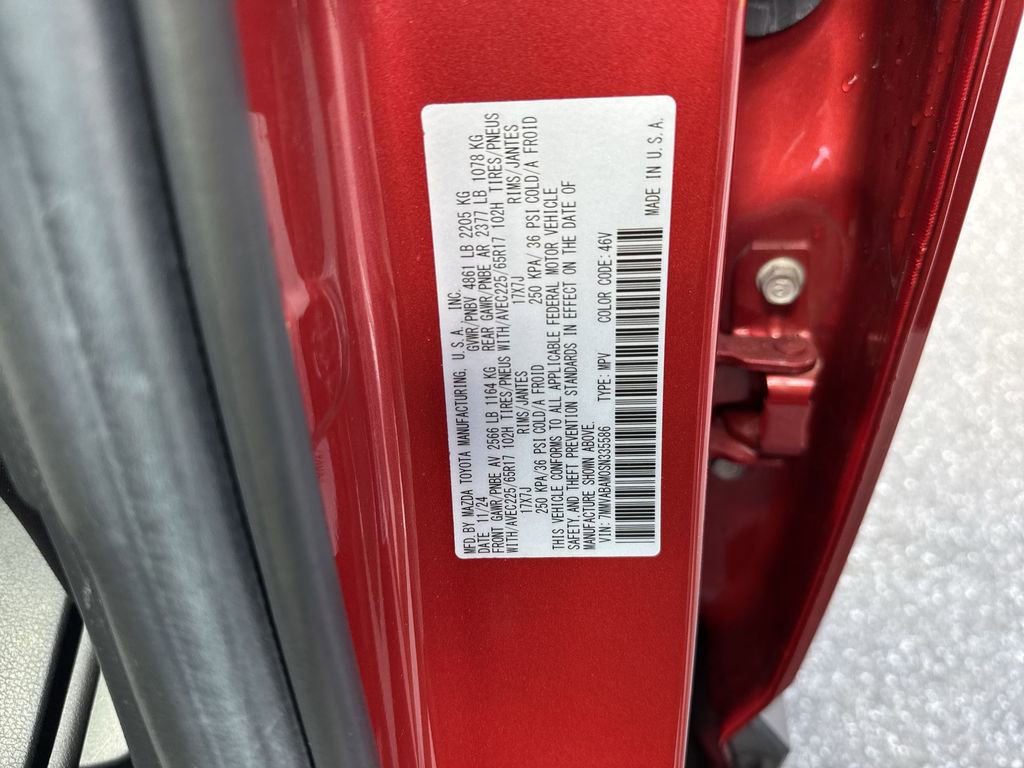 MFD. BY MAZDA TOYOTA MANUFACTURING, U.S.A., INC.
DATE 11/24 GVWR/PNBV 4861 LB 2205 KG
FRONT GAWR/PNBE AV 2566 LB 1164 KG REAR GAWR/PNBE AR 2377 LB 1078 KG
WITH/AVEC225/65R17 102H TIRES/PNEUS WITH/AVEC225/65R17 102H TIRES/PNEUS
17X7J RIMS/JANTES 17X7J RIMS/JANTES
250 KPA/36 PSI COLD/A FROID 250 KPA/ 36 PSI COLD/A FROID
THIS VEHICLE CONFORMS TO ALL APPLICABLE FEDERAL MOTOR VEHICLE
SAFETY AND THEFT PREVENTION STANDARDS IN EFFECT ON THE DATE OF
MANUFACTURE SHOWN ABOVE.
VIN: 7MMVABAM0SN335586 TYPE: MPV COLOR CODE: 46V
MADE IN U.S.A.